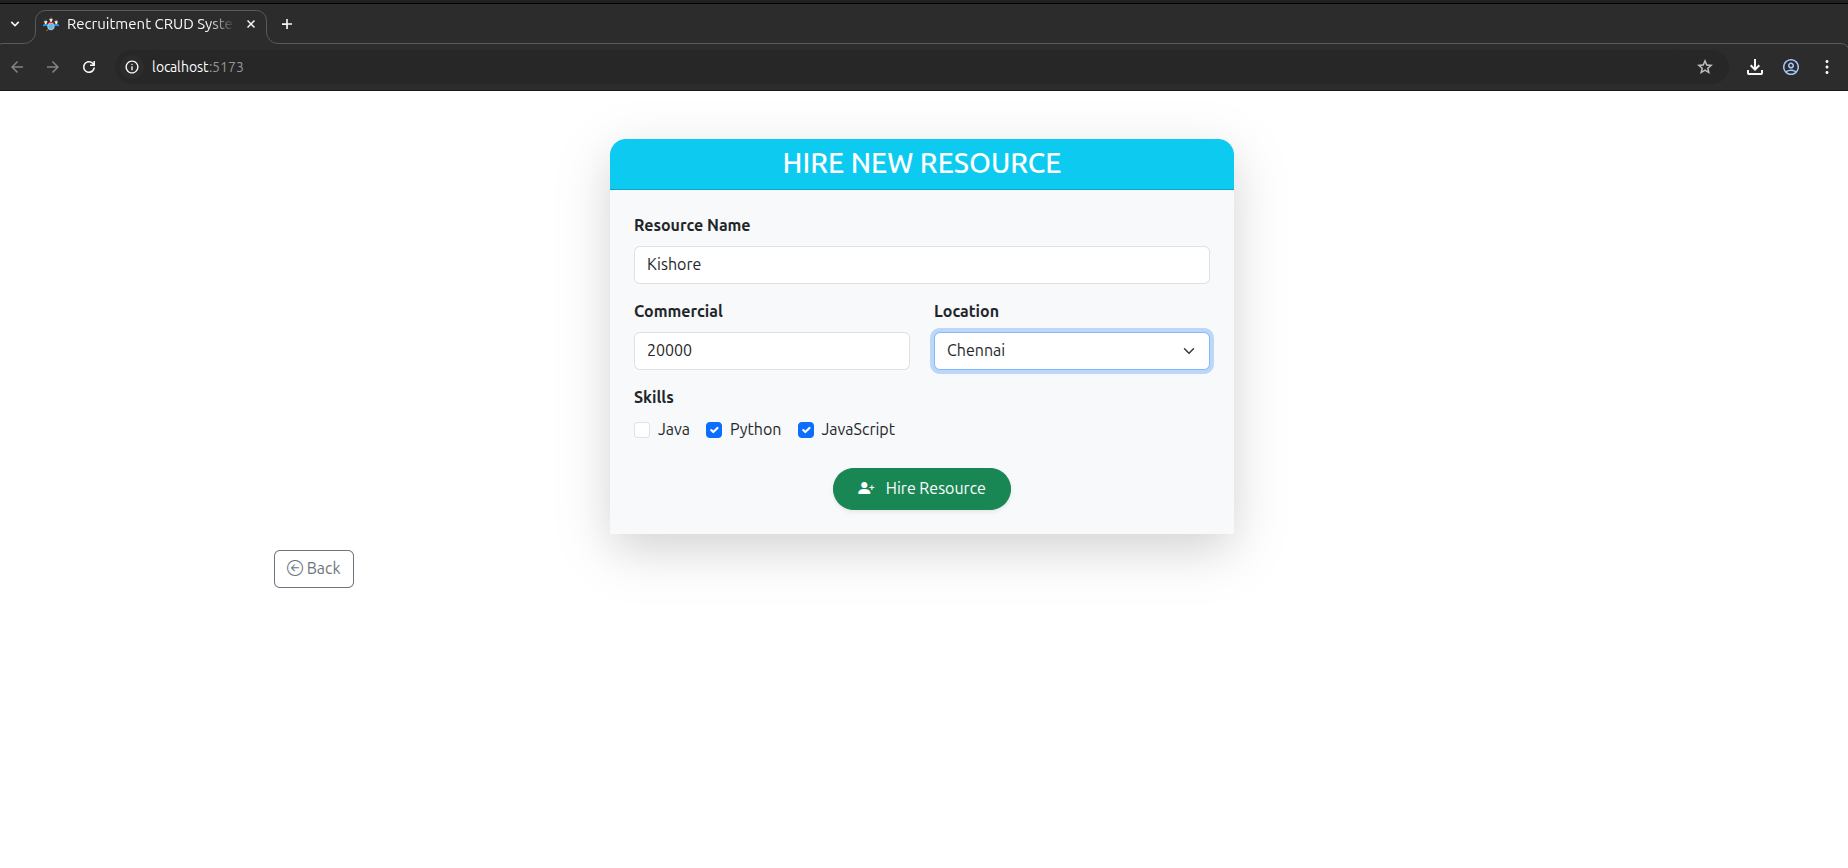 Recruitment CRUD Syste
localhost:5173
HIRE NEW RESOURCE
Resource Name
Kishore
Commercial
Location
20000
Chennai
Skills
Java
Python
JavaScript
Hire Resource
Back